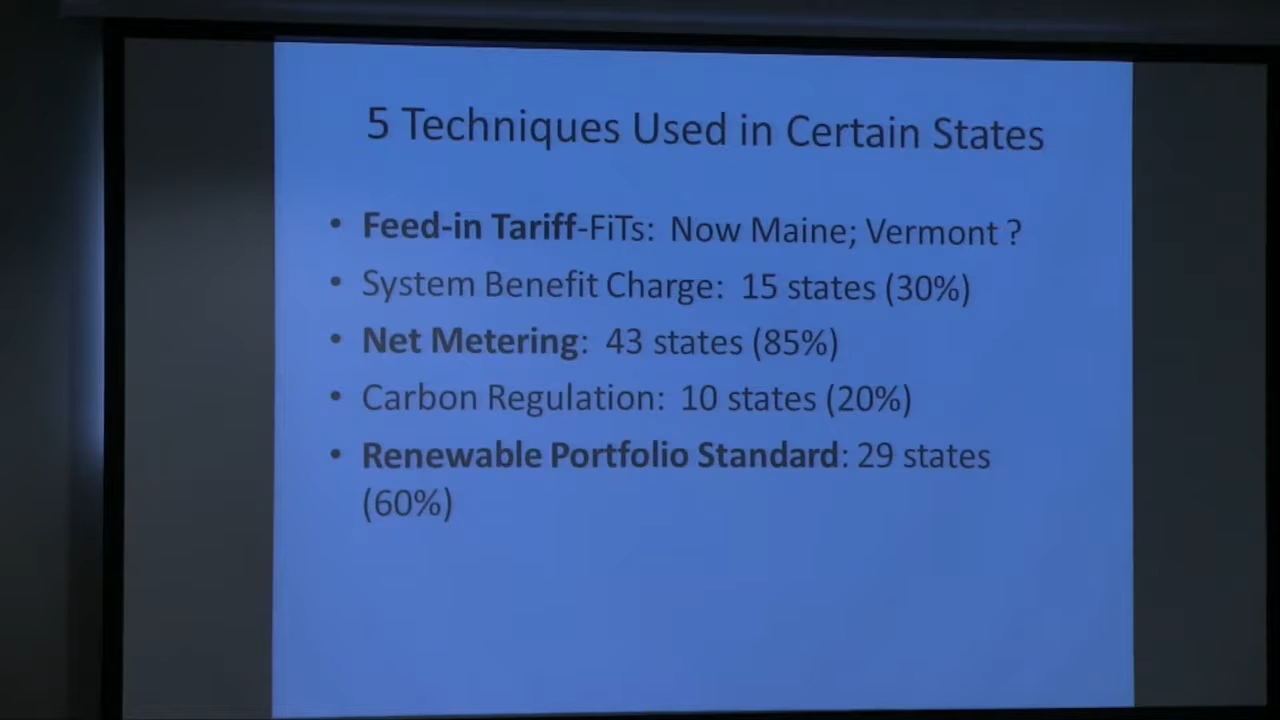 5 Techniques Used in Certain States
• Feed-in Tariff-FiTs: Now Maine; Vermont ?
• System Benefit Charge: 15 states (30%)
• Net Metering: 43 states (85%)
• Carbon Regulation: 10 states (20%)
• Renewable Portfolio Standard: 29 states
(60%)